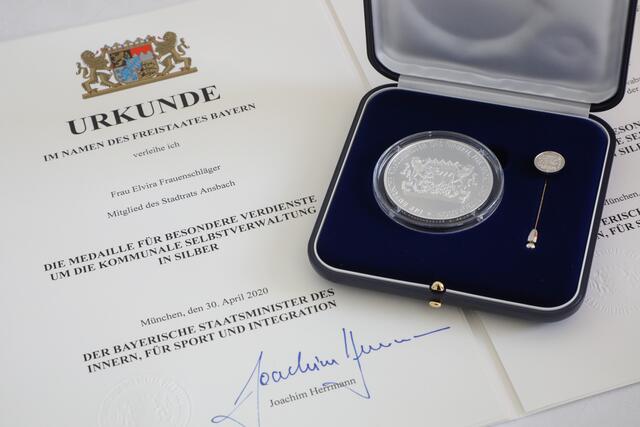 URKUNDE
IM NAMEN DES FREISTAATES BAYERN
verleihe ich
Frau Elvira Frauenschläger
Mitglied des Stadtrats Ansbach
DIE MEDAILLE FÜR BESONDERE VERDIENSTE
UM DIE KOMMUNALE SELBSTVERWALTUNG
IN SILBER
München, den 30. April 2020
DER BAYERISCHE STAATSMINISTER DES
INNERN, FÜR SPORT UND INTEGRATION
Joachim Herrmann
Joachim Herrmann